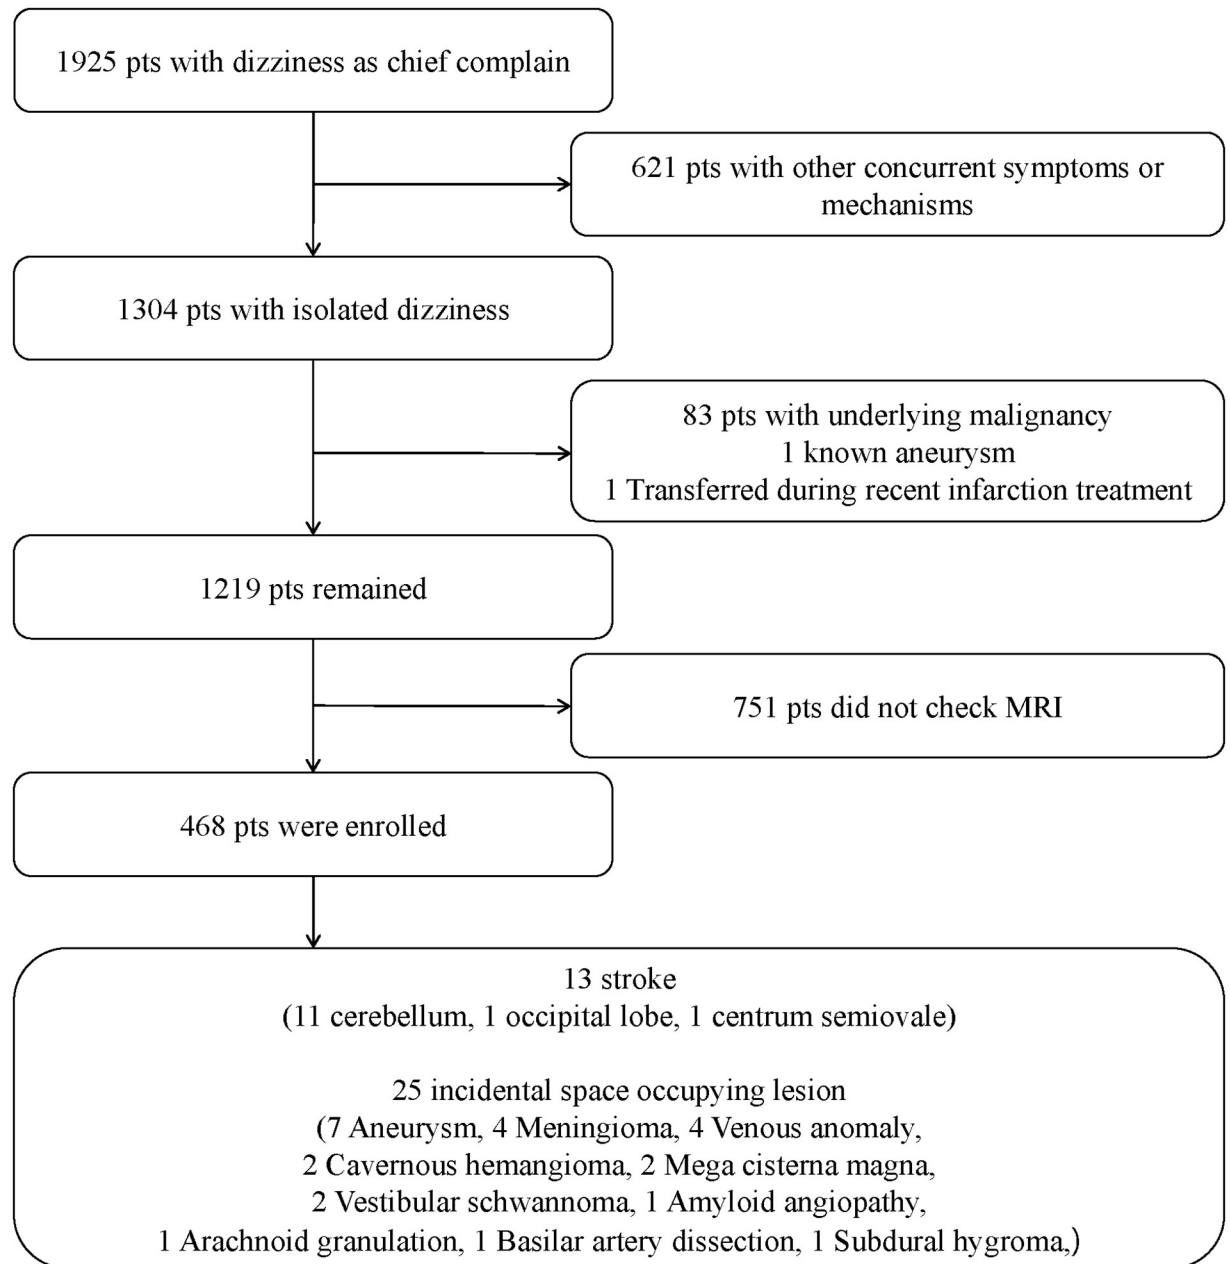 1925 pts with dizziness as chief complain
621 pts with other concurrent symptoms or
mechanisms
1304 pts with isolated dizziness
83 pts with underlying malignancy
1 known aneurysm
1 Transferred during recent infarction treatment
1219 pts remained
751 pts did not check MRI
468 pts were enrolled
13 stroke
(11 cerebellum, 1 occipital lobe, 1 centrum semiovale)
25 incidental space occupying lesion
(7 Aneurysm, 4 Meningioma, 4 Venous anomaly,
2 Cavernous hemangioma, 2 Mega cisterna magna,
2 Vestibular schwannoma, 1 Amyloid angiopathy,
1 Arachnoid granulation, 1 Basilar artery dissection, 1 Subdural hygroma,)